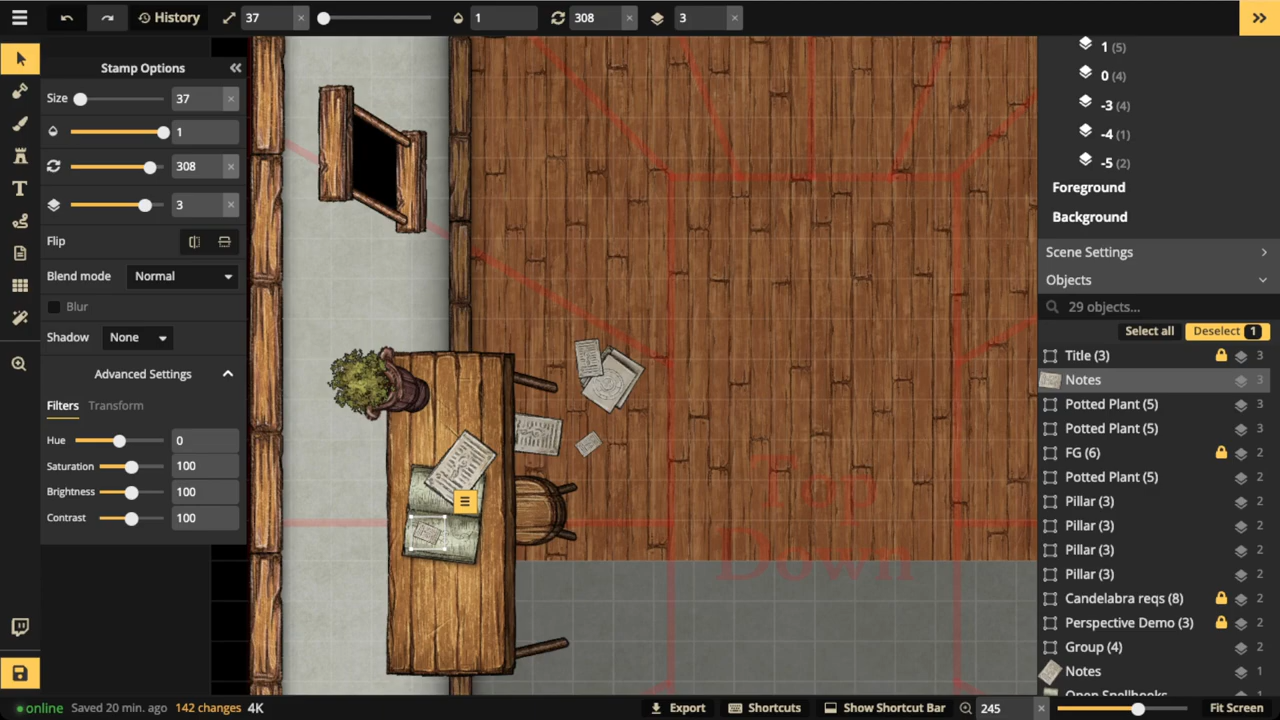 History 37 × 1 308 × 3 ×
Stamp Options
Size 37 ×
1
308 ×
3 ×
Flip
Blend mode Normal
Blur
Shadow None
Advanced Settings
Filters Transform
Hue 0
Saturation 100
Brightness 100
Contrast 100
Top
Down
1 (5)
0 (4)
-3 (4)
-4 (1)
-5 (2)
Foreground
Background
Scene Settings
Objects
29 objects...
Select all Deselect 1
Title (3) 3
Notes 3
Potted Plant (5) 3
Potted Plant (5) 3
FG (6) 2
Potted Plant (5) 2
Pillar (3) 2
Pillar (3) 2
Pillar (3) 2
Pillar (3) 2
Candelabra reqs (8) 2
Perspective Demo (3) 2
Group (4) 2
Notes 1
Open Spellbooks
online Saved 20 min. ago 142 changes 4K Export Shortcuts Show Shortcut Bar 245 × Fit Screen